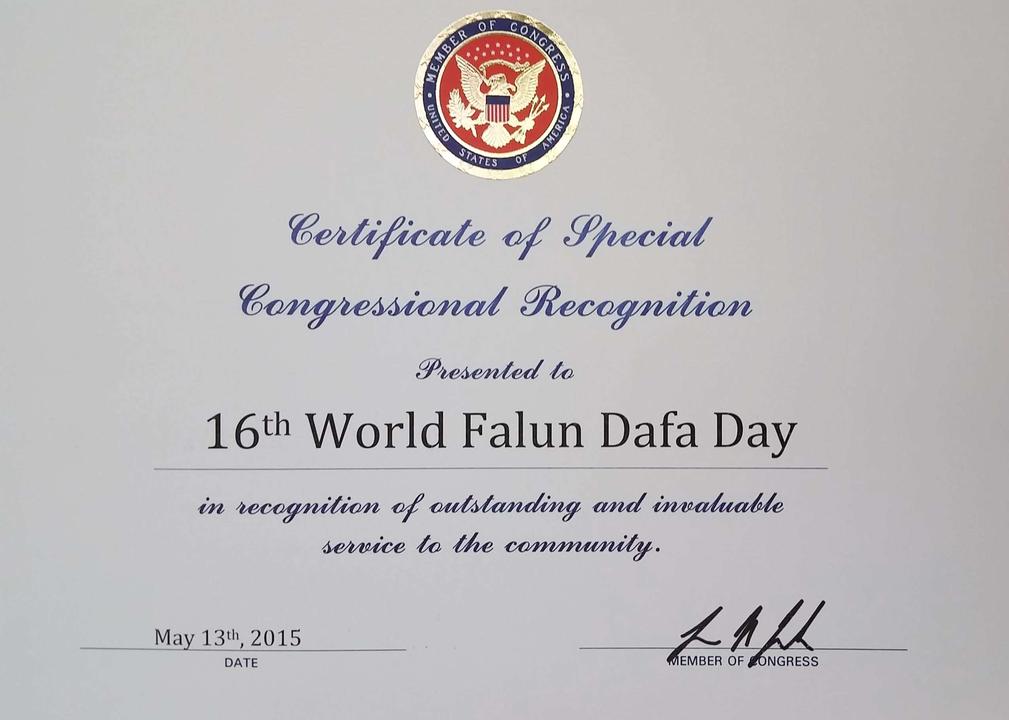 MEMBER OF CONGRESS
UNITED STATES OF AMERICA
Certificate of Special
Congressional Recognition
Presented to
16th World Falun Dafa Day
in recognition of outstanding and invaluable
service to the community.
May 13th, 2015
DATE
MEMBER OF CONGRESS